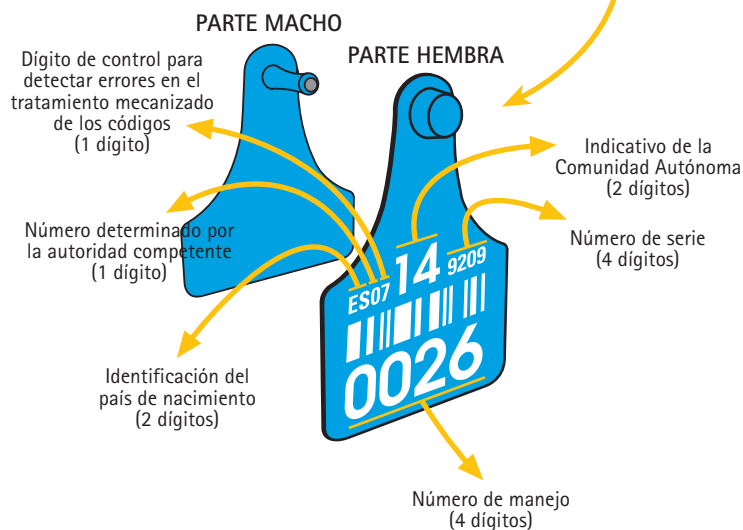 PARTE MACHO
PARTE HEMBRA
Dígito de control para
detectar errores en el
tratamiento mecanizado
de los códigos
(1 dígito)
Indicativo de la
Comunidad Autónoma
(2 dígitos)
Número determinado por
la autoridad competente
(1 dígito)
Número de serie
(4 dígitos)
ES07 14 9209
0026
Identificación del
país de nacimiento
(2 dígitos)
Número de manejo
(4 dígitos)